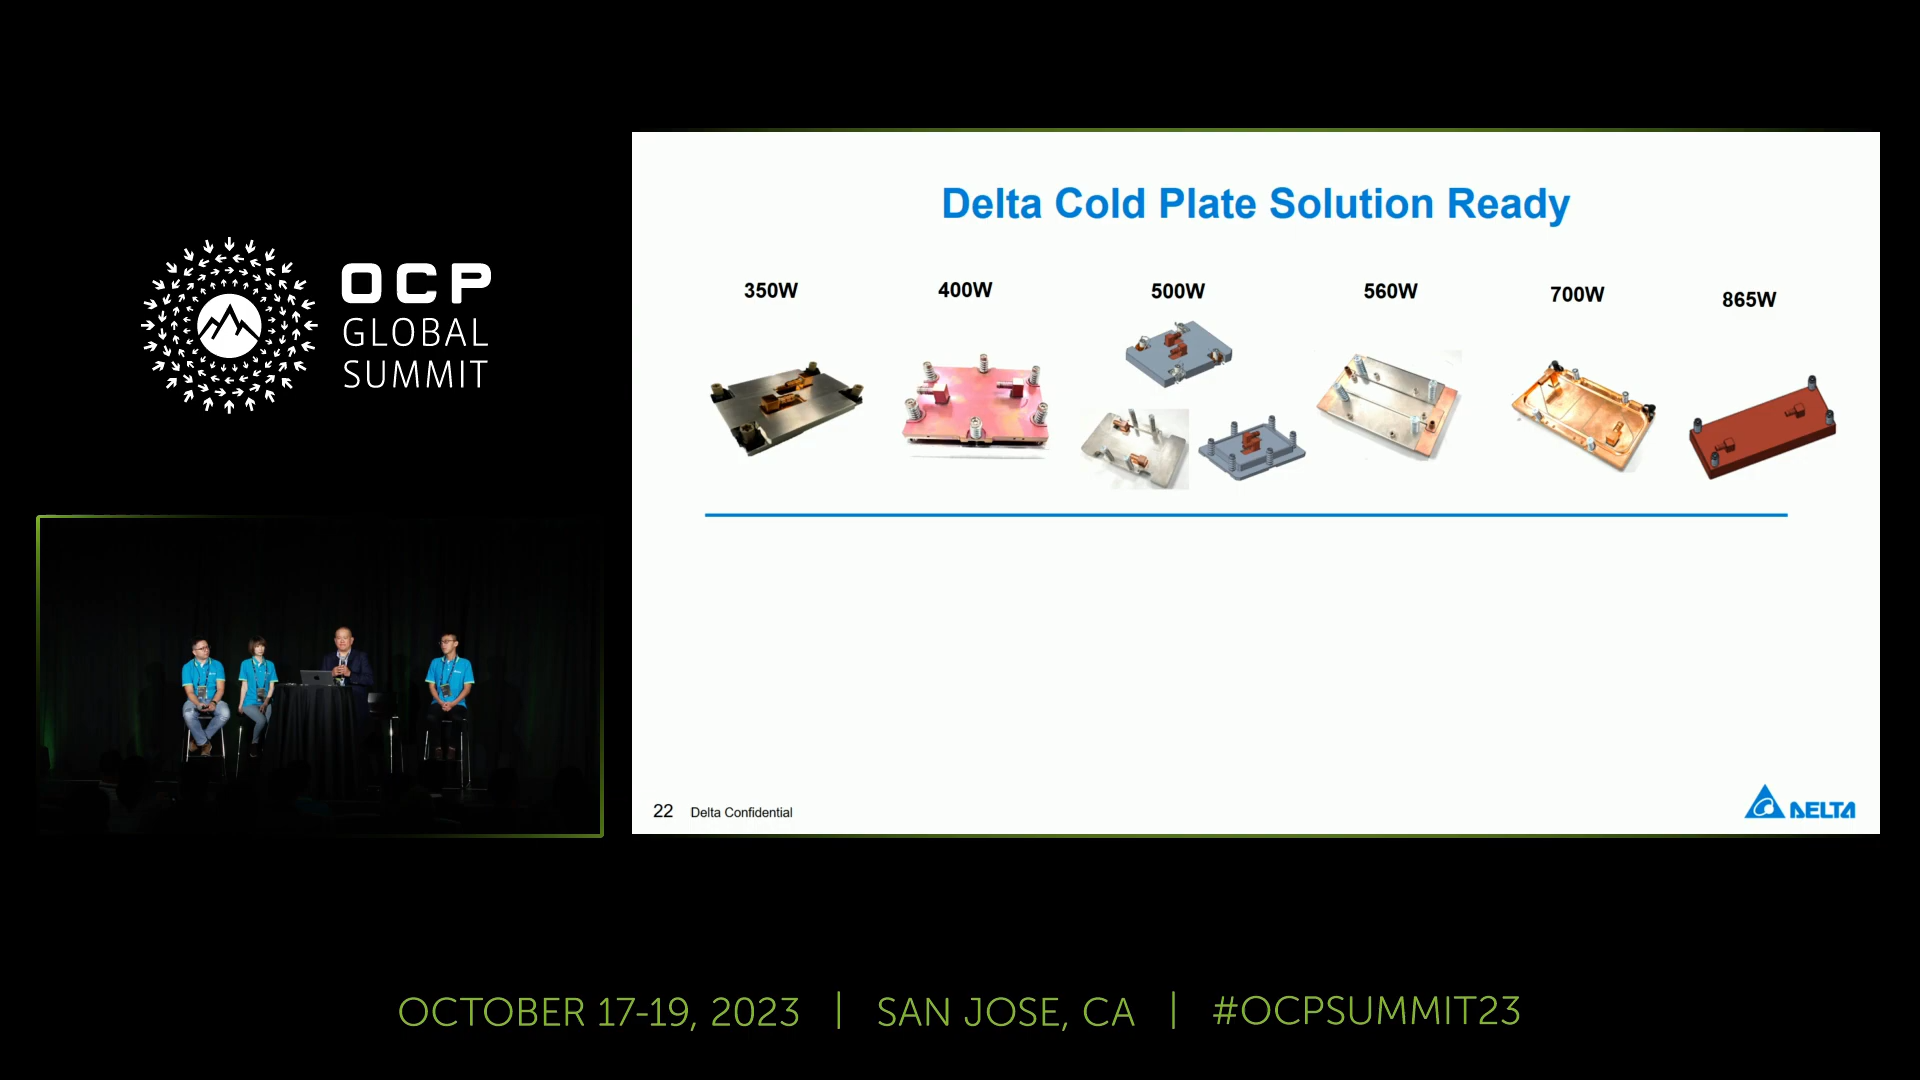 OCP
GLOBAL
SUMMIT
Delta Cold Plate Solution Ready
350W
400W
500W
560W
700W
865W
22 Delta Confidential
DELTA
OCTOBER 17-19, 2023 | SAN JOSE, CA | #OCPSUMMIT23